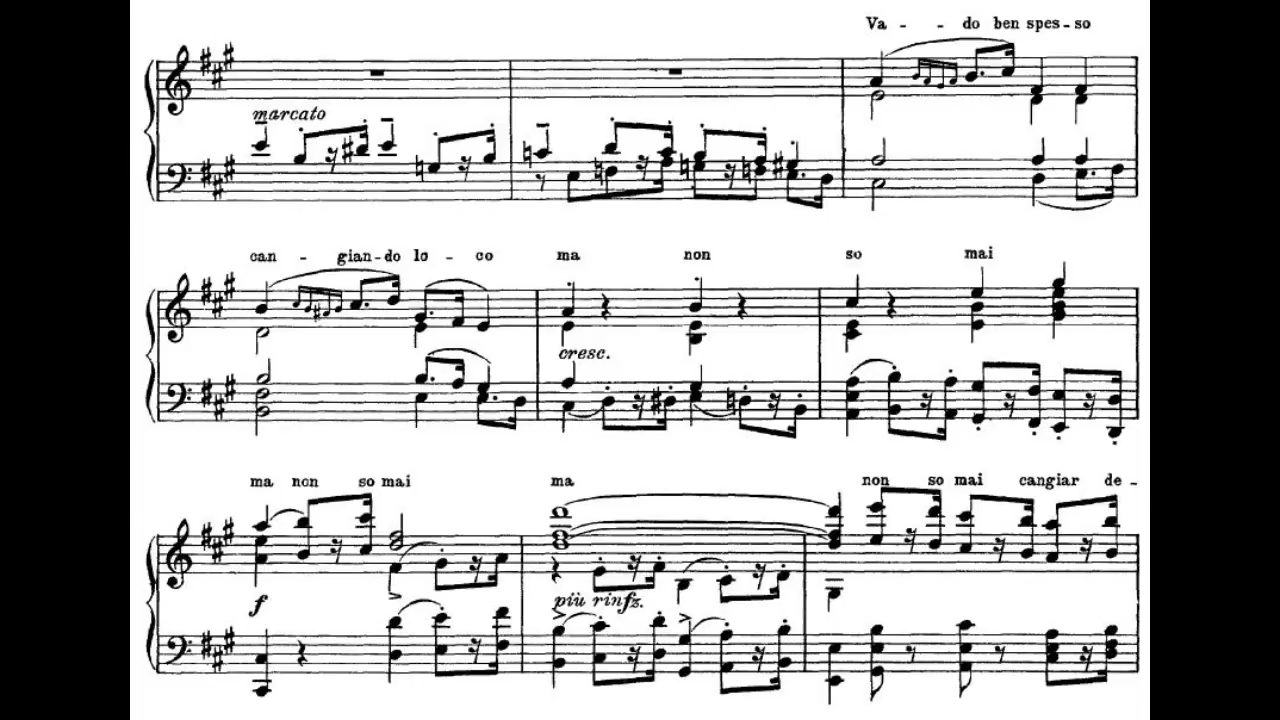 Va - - do ben spes-so
marcato
can - gian-do lo - co ma non so mai
cresc.
ma non so mai ma non so mai cangiar de-
f
più rinfz.